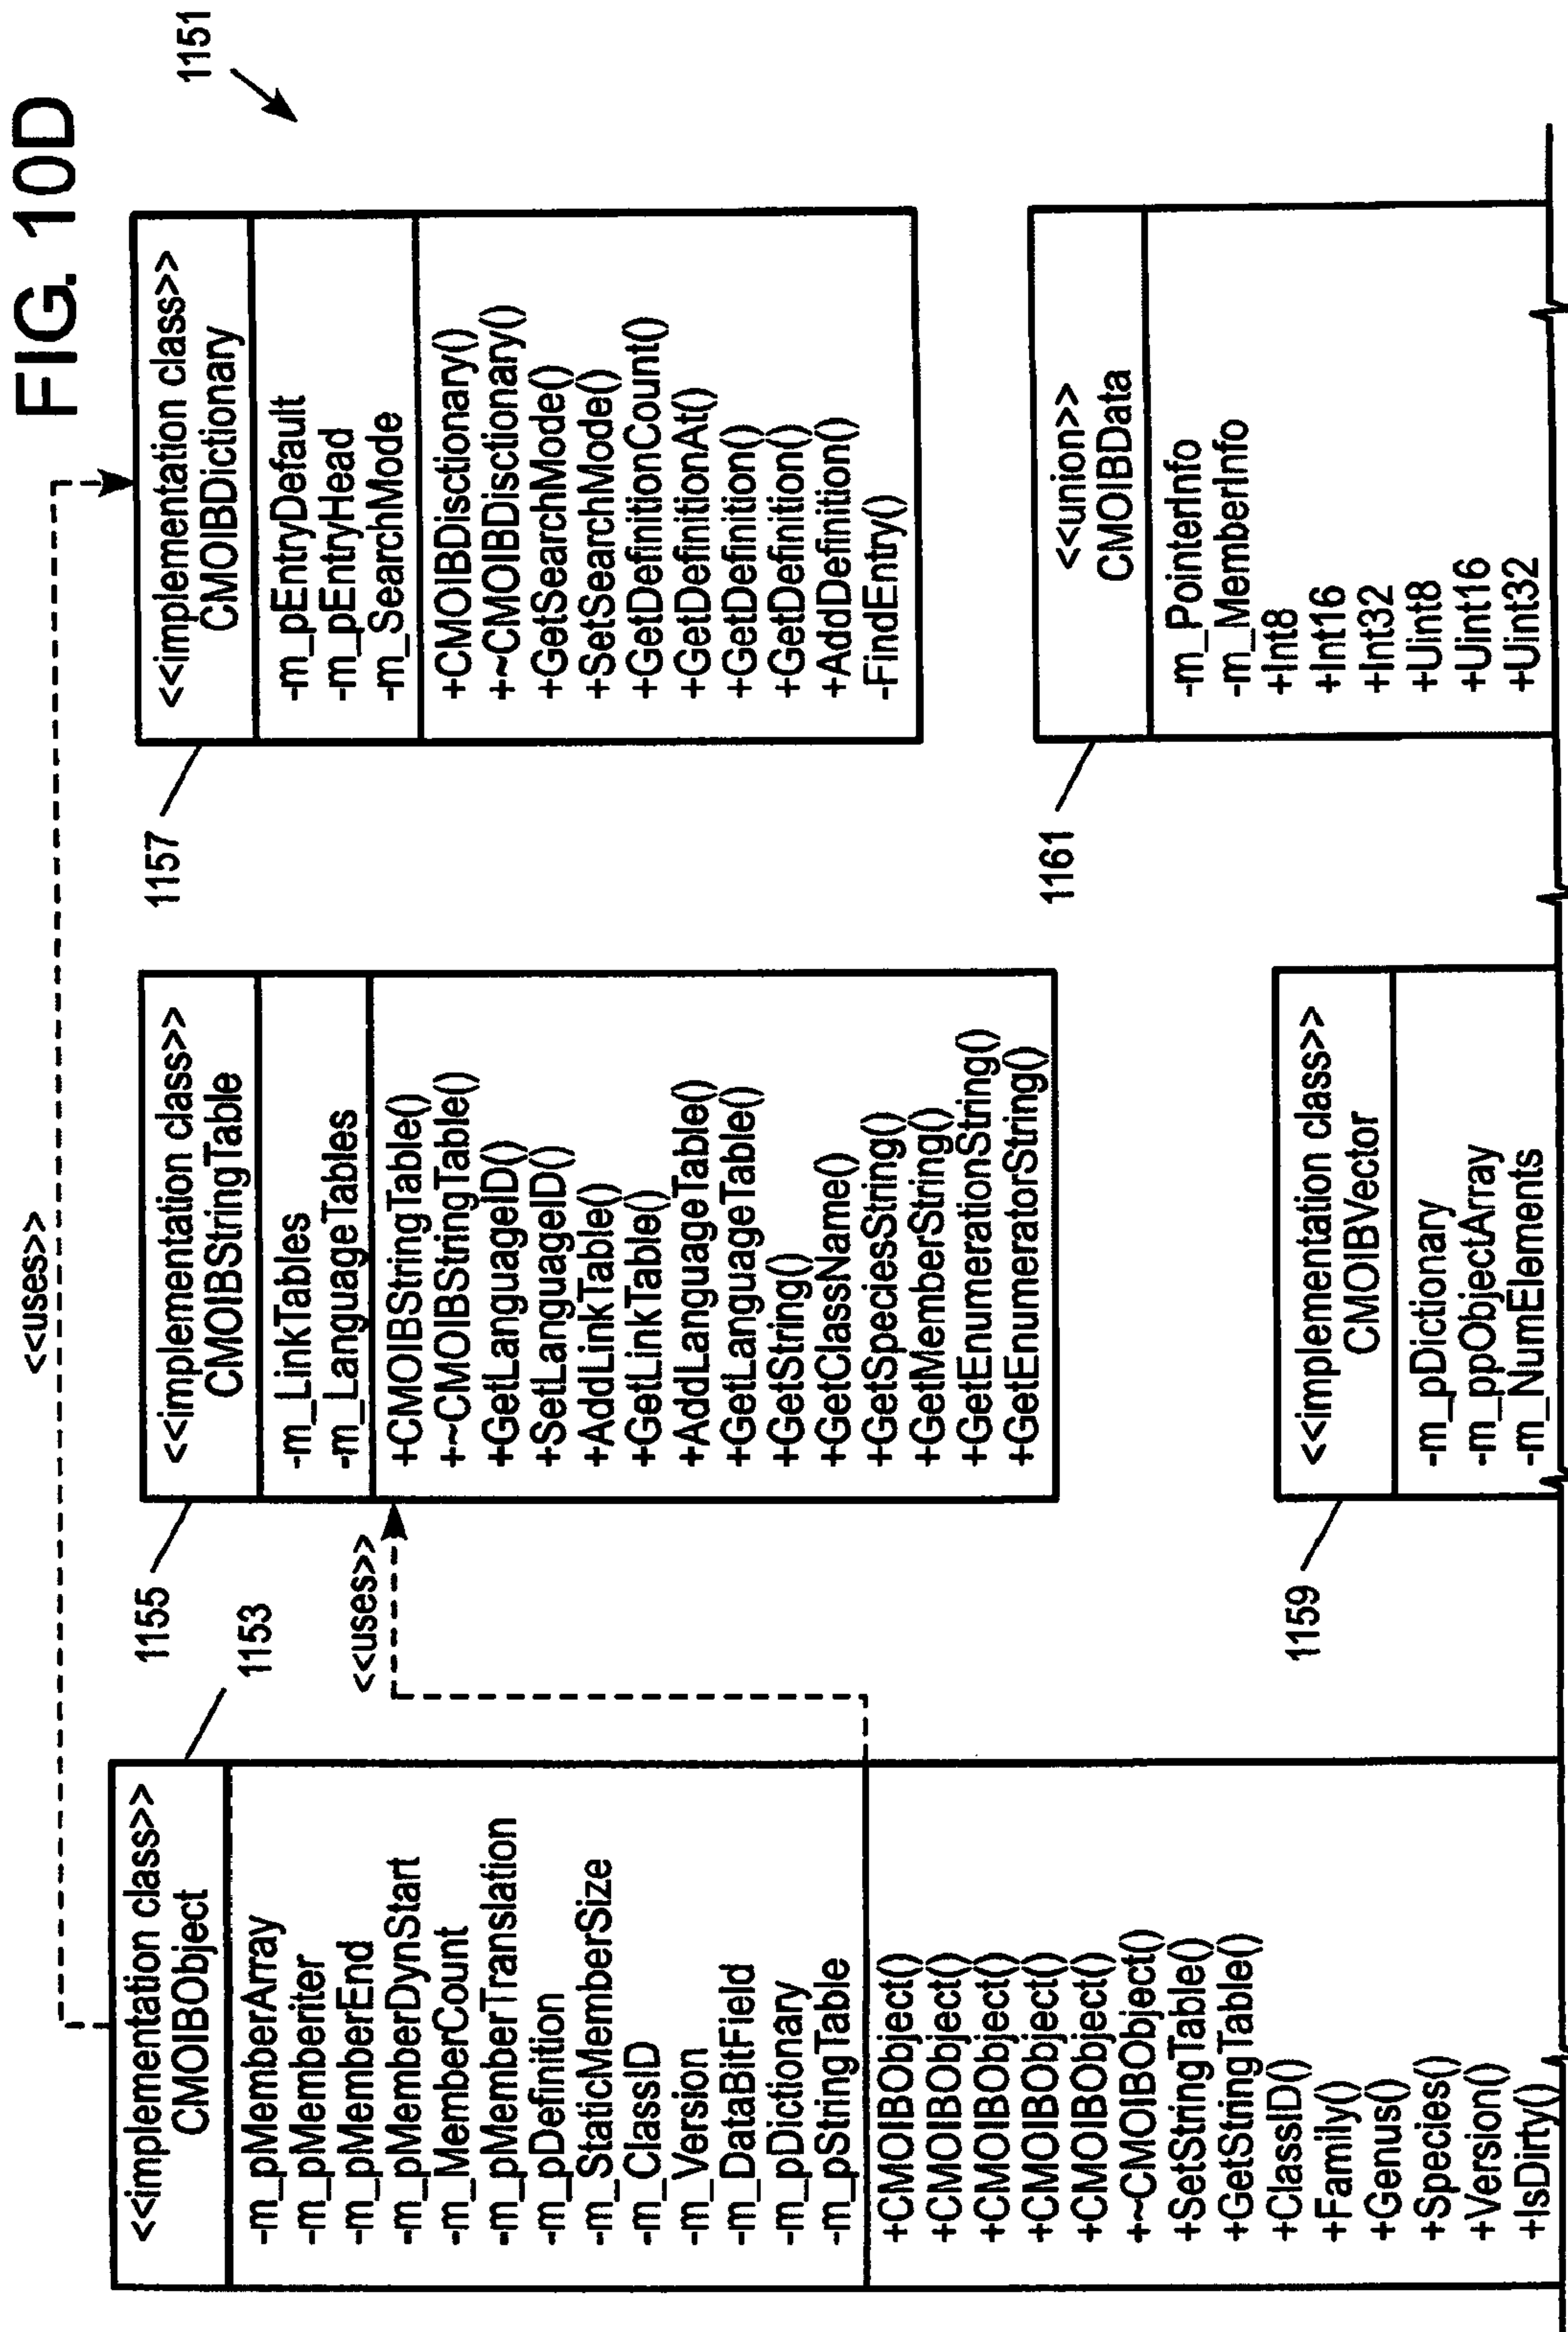 FIG. 10D
1151
<<uses>>
1153
<<implementation class>>
CMOIBObject
-m_pMemberArray
-m_pMemberiter
-m_pMemberEnd
-m_pMemberDynStart
-m_MemberCount
-m_pMemberTranslation
-m_pDefinition
-m_StaticMemberSize
-m_ClassID
-m_Version
-m_DataBitField
-m_pDictionary
-m_pStringTable
+CMOIBObject()
+CMOIBObject()
+CMOIBObject()
+CMOIBObject()
+CMOIBObject()
+~CMOIBObject()
+SetStringTable()
+GetStringTable()
+ClassID()
+Family()
+Genus()
+Species()
+Version()
+IsDirty()
<<uses>>
1155
<<implementation class>>
CMOIBStringTable
-m_LinkTables
-m_LanguageTables
+CMOIBStringTable()
+~CMOIBStringTable()
+GetLanguageID()
+SetLanguageID()
+AddLinkTable()
+GetLinkTable()
+AddLanguageTable()
+GetLanguageTable()
+GetString()
+GetClassName()
+GetSpeciesString()
+GetMemberString()
+GetEnumerationString()
+GetEnumeratorString()
1157
<<implementation class>>
CMOIBDictionary
-m_pEntryDefault
-m_pEntryHead
-m_SearchMode
+CMOIBDisctionary()
+~CMOIBDisctionary()
+GetSearchMode()
+SetSearchMode()
+GetDefinitionCount()
+GetDefinitionAt()
+GetDefinition()
+GetDefinition()
+AddDefinition()
-FindEntry()
1159
<<implementation class>>
CMOIBVector
-m_pDictionary
-m_ppObjectArray
-m_NumElements
1161
<<union>>
CMOIBData
-m_PointerInfo
-m_MemberInfo
+Int8
+Int16
+Int32
+Uint8
+Uint16
+Uint32